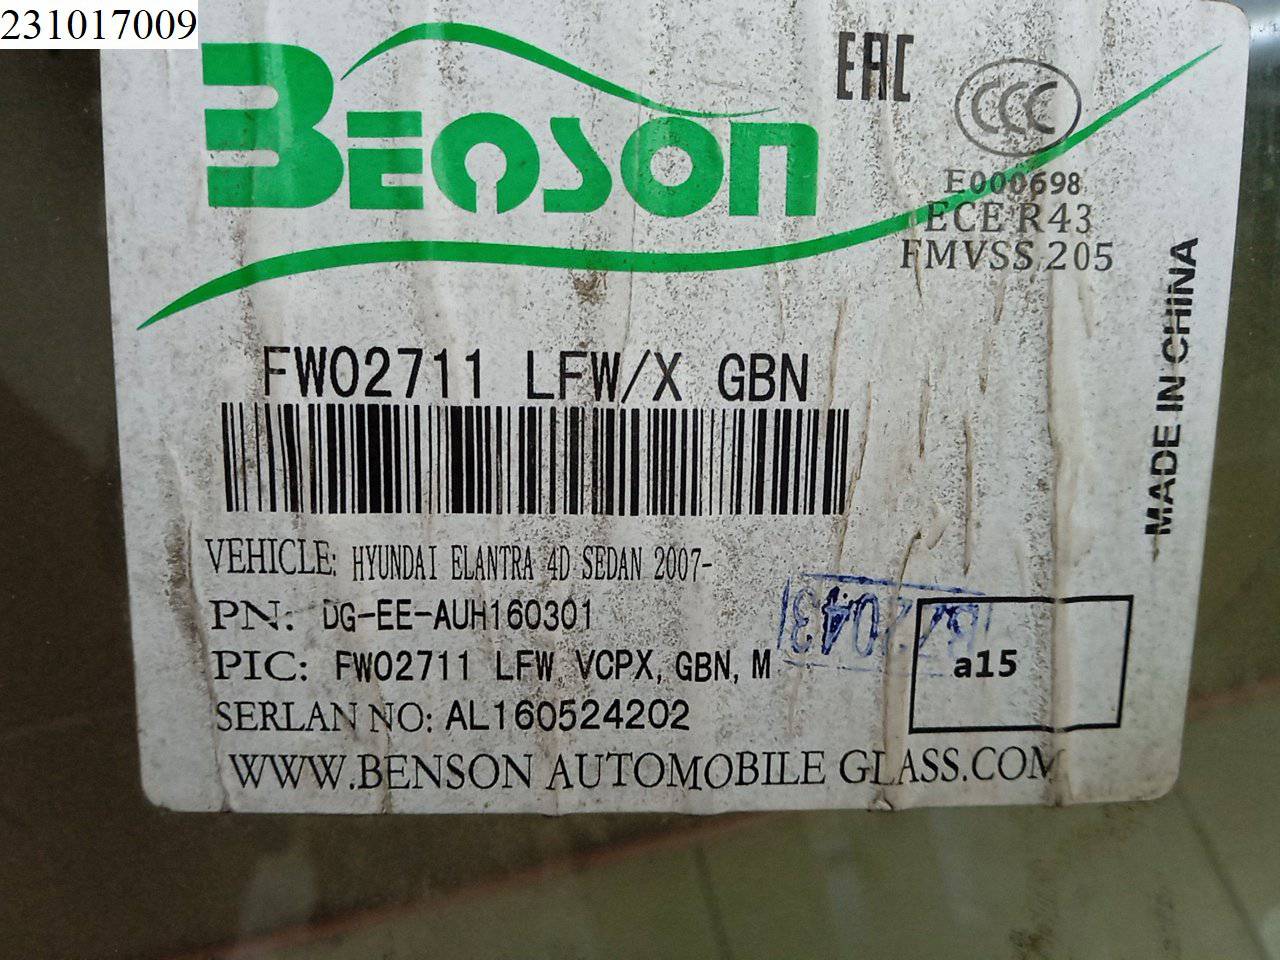 231017009
BENSON
EAC
CCC
E000698
ECE R43
FMVSS 205
MADE IN CHINA
FW02711 LFW/X GBN
VEHICLE: HYUNDAI ELANTRA 4D SEDAN 2007-
PN: DG-EE-AUH160301
PIC: FW02711 LFW VCPX, GBN, M
a15
SERLAN NO: AL160524202
WWW.BENSON AUTOMOBILE GLASS.COM